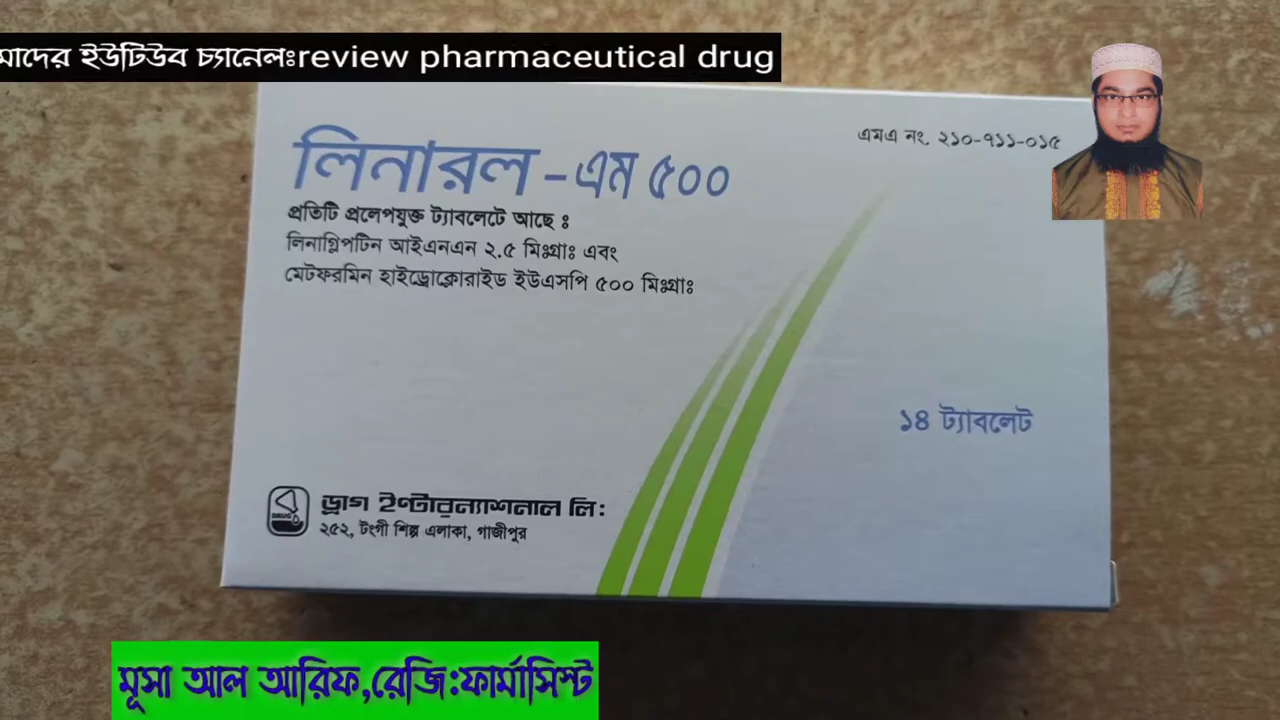 মাদের ইউটিউব চ্যানেলঃreview pharmaceutical drug
এমএ নং. ২১০-৭১১-০১৫
লিনারল -এম ৫০০
প্রতিটি প্রলেপযুক্ত ট্যাবলেটে আছে ঃ
লিনাগ্লিপটিন আইএনএন ২.৫ মিঃগ্রাঃ এবং
মেটফরমিন হাইড্রোক্লোরাইড ইউএসপি ৫০০ মিঃগ্রাঃ
১৪ ট্যাবলেট
DRUG
ড্রাগ ইন্টারন্যাশনাল লি:
২৫২, টংগী শিল্প এলাকা, গাজীপুর
মূসা আল আরিফ,রেজি:ফার্মাসিস্ট